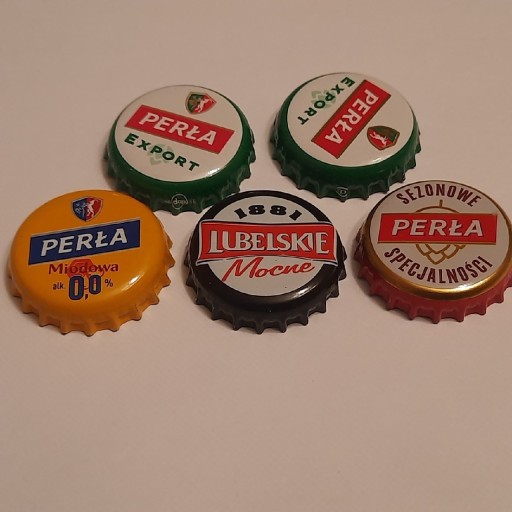 PERŁA
EXPORT
PERŁA
EXPORT
PERŁA
Miodowa
alk. 0,0 %
1881
LUBELSKIE
Mocne
SEZONOWE
PERŁA
SPECJALNOŚCI